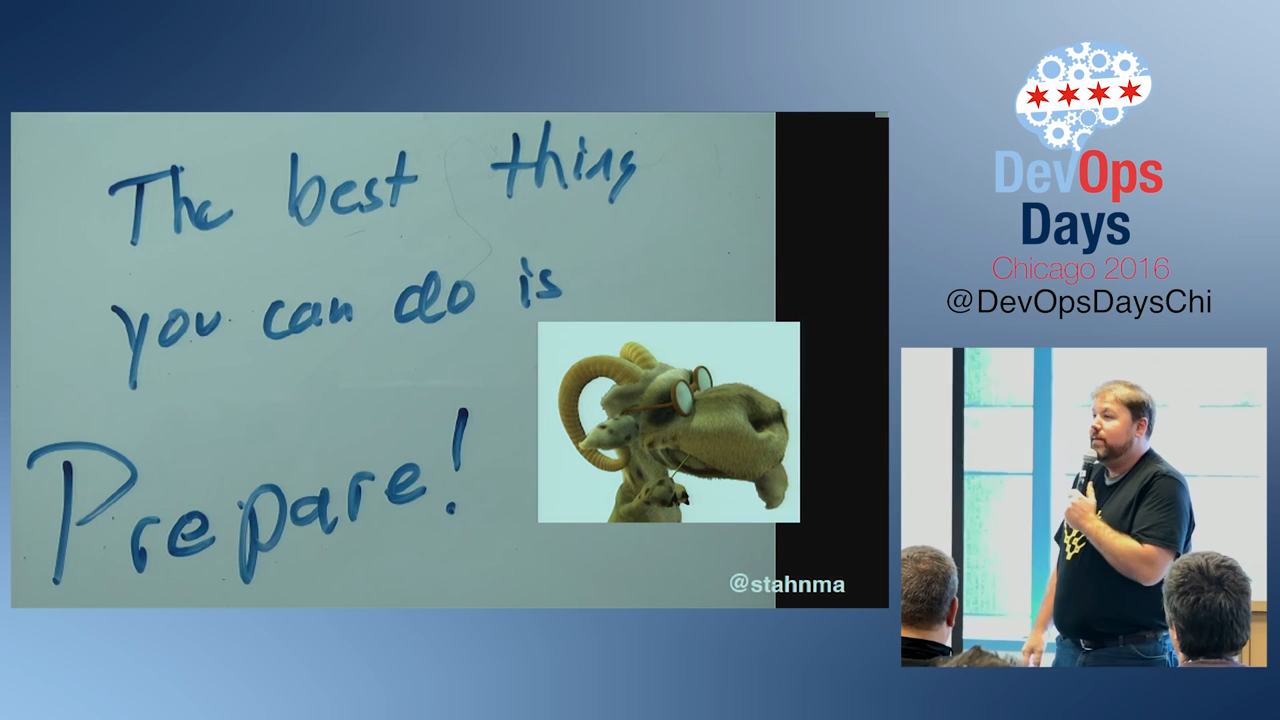 The best thing
you can do is
Prepare!
@stahnma
DevOps
Days
Chicago 2016
@DevOpsDaysChi